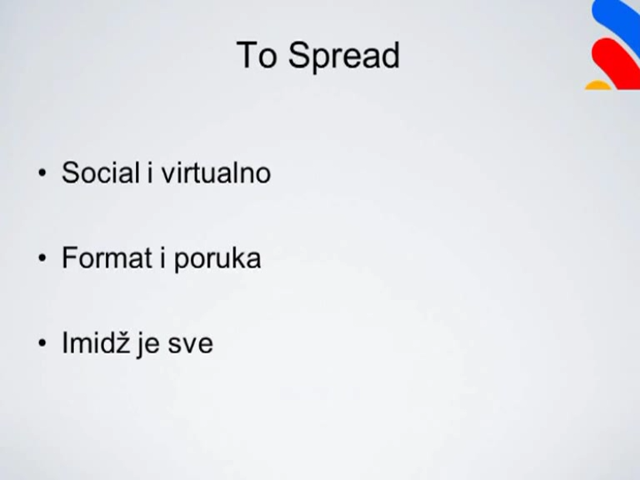 To Spread
• Social i virtualno
• Format i poruka
• Imidž je sve